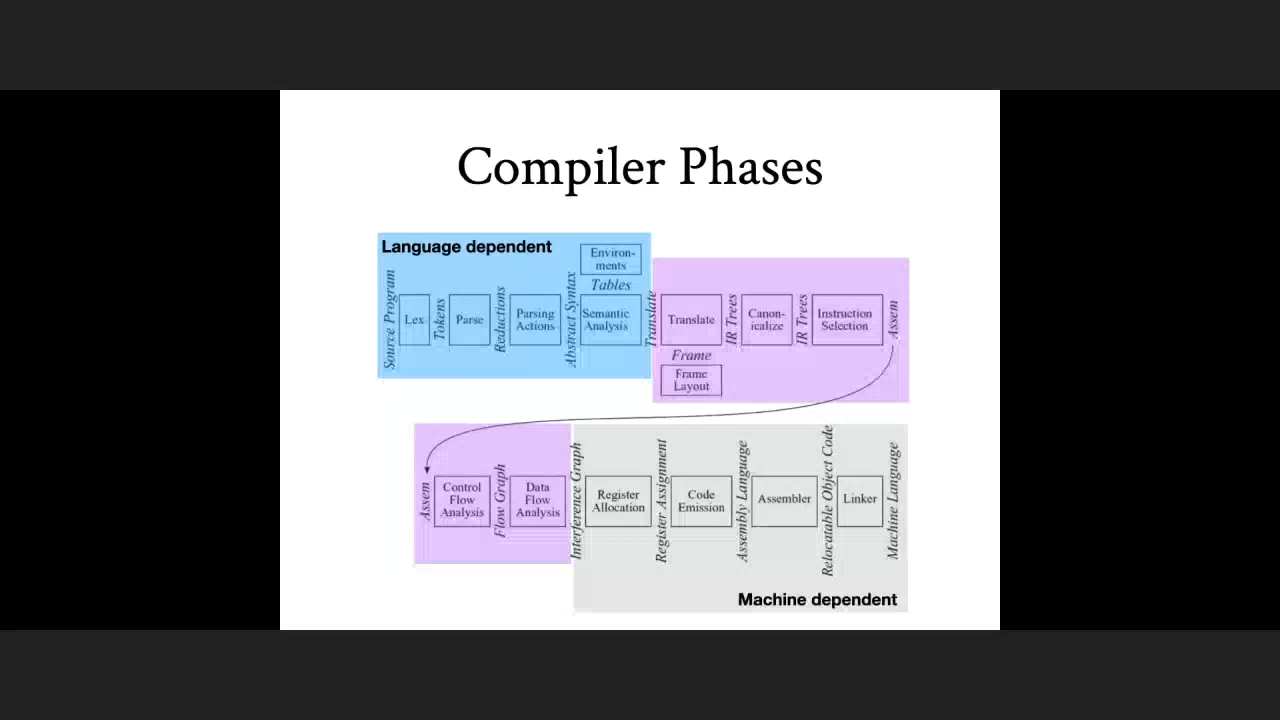 Compiler Phases
Language dependent
Environ-
ments
Tables
Source Program
Lex
Tokens
Parse
Reductions
Parsing
Actions
Abstract Syntax
Semantic
Analysis
Translate
Translate
IR Trees
Canon-
icalize
IR Trees
Instruction
Selection
Assem
Frame
Frame
Layout
Assem
Control
Flow
Analysis
Flow Graph
Data
Flow
Analysis
Interference Graph
Register
Allocation
Register Assignment
Code
Emission
Assembly Language
Assembler
Relocatable Object Code
Linker
Machine Language
Machine dependent